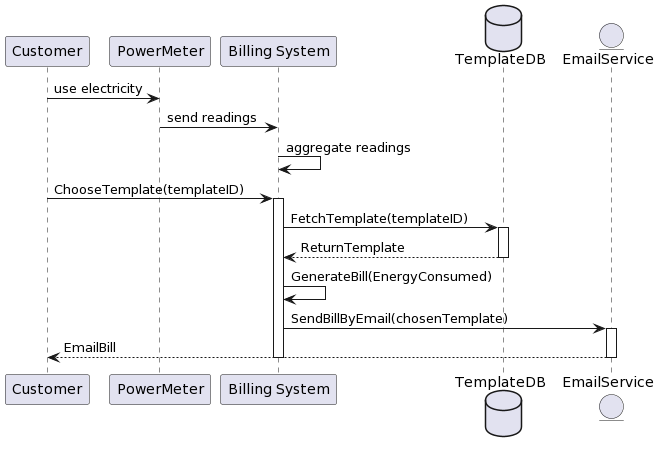 Customer PowerMeter Billing System TemplateDB EmailService
use electricity
send readings
aggregate readings
ChooseTemplate(templateID)
FetchTemplate(templateID)
ReturnTemplate
GenerateBill(EnergyConsumed)
SendBillByEmail(chosenTemplate)
EmailBill
Customer PowerMeter Billing System TemplateDB EmailService